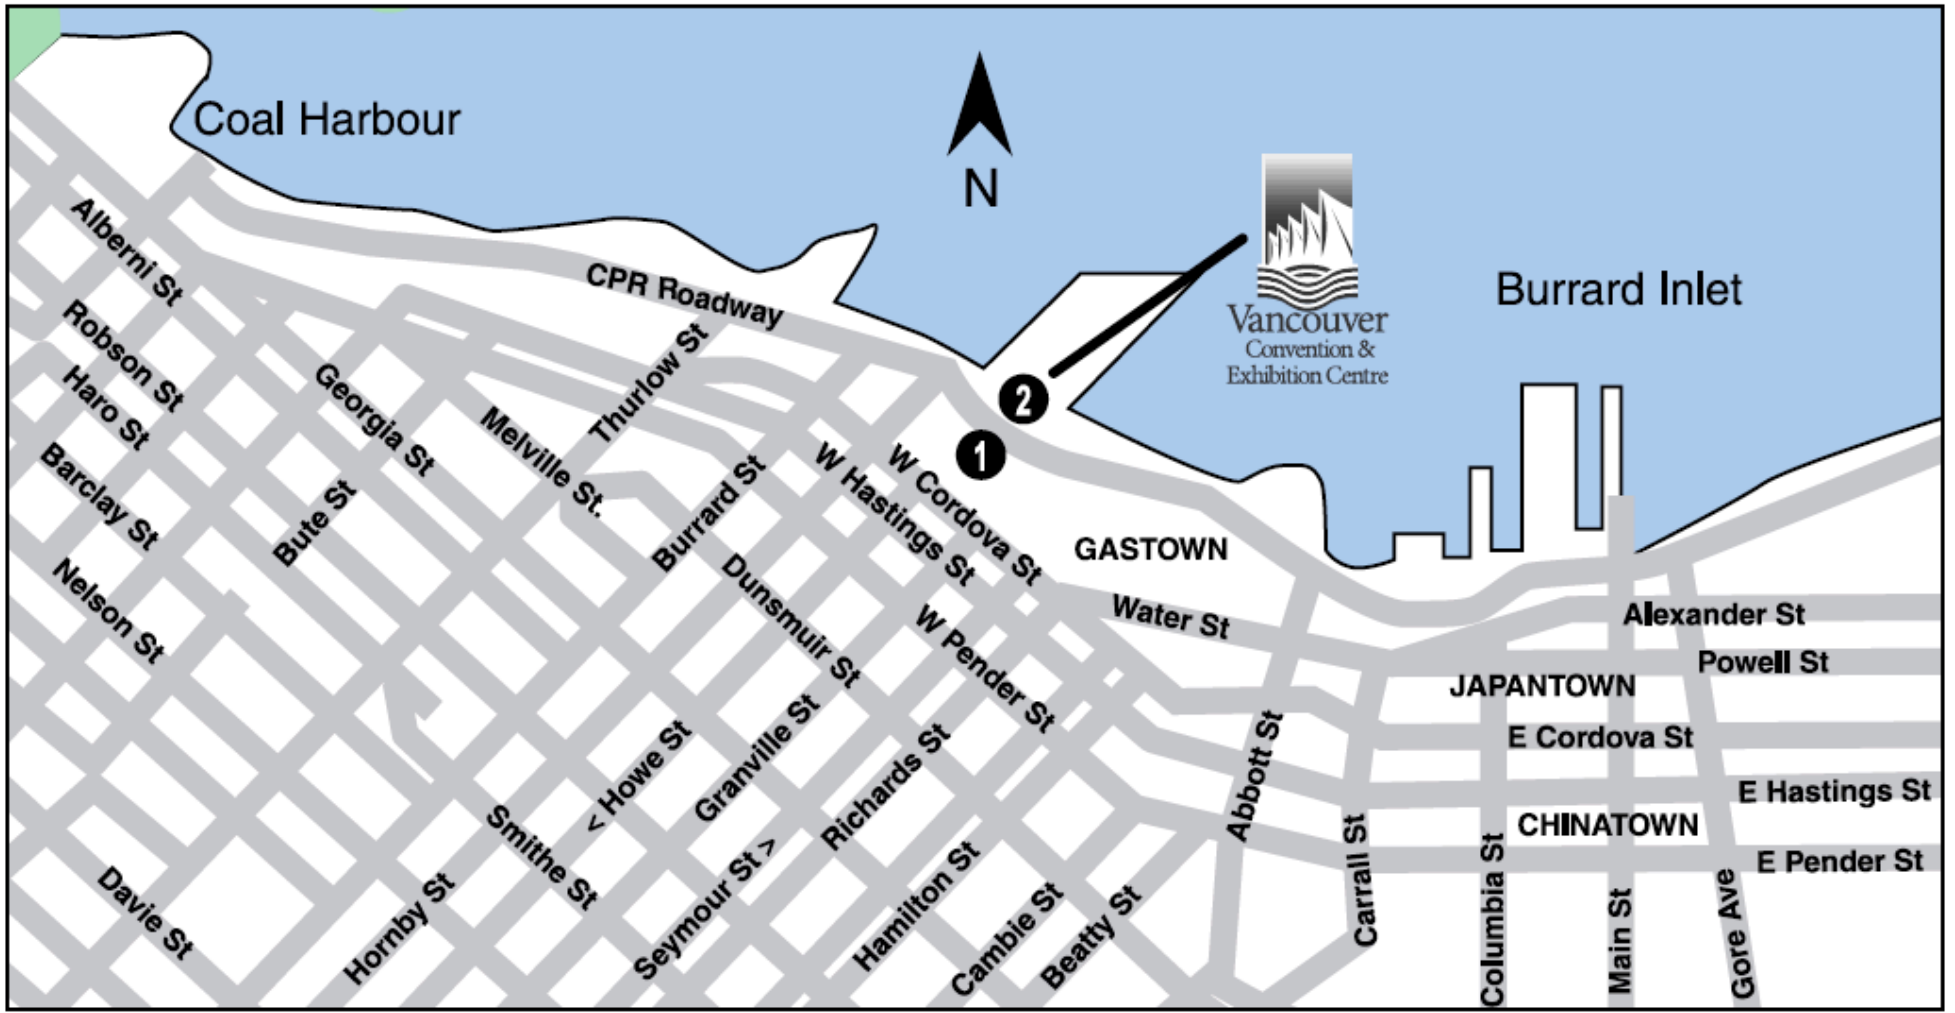 Coal Harbour
N
Vancouver
Convention &
Exhibition Centre
Burrard Inlet
CPR Roadway
Alberni St
Robson St
Haro St
Barclay St
Nelson St
Davie St
Georgia St
Bute St
Melville St.
Thurlow St
Burrard St
2
1
W Cordova St
W Hastings St
GASTOWN
Water St
W Pender St
Dunsmuir St
Smithe St
Hornby St
< Howe St
Granville St
Seymour St >
Richards St
Hamilton St
Cambie St
Beatty St
Abbott St
Carrall St
Columbia St
Main St
Gore Ave
Alexander St
Powell St
JAPANTOWN
E Cordova St
E Hastings St
CHINATOWN
E Pender St